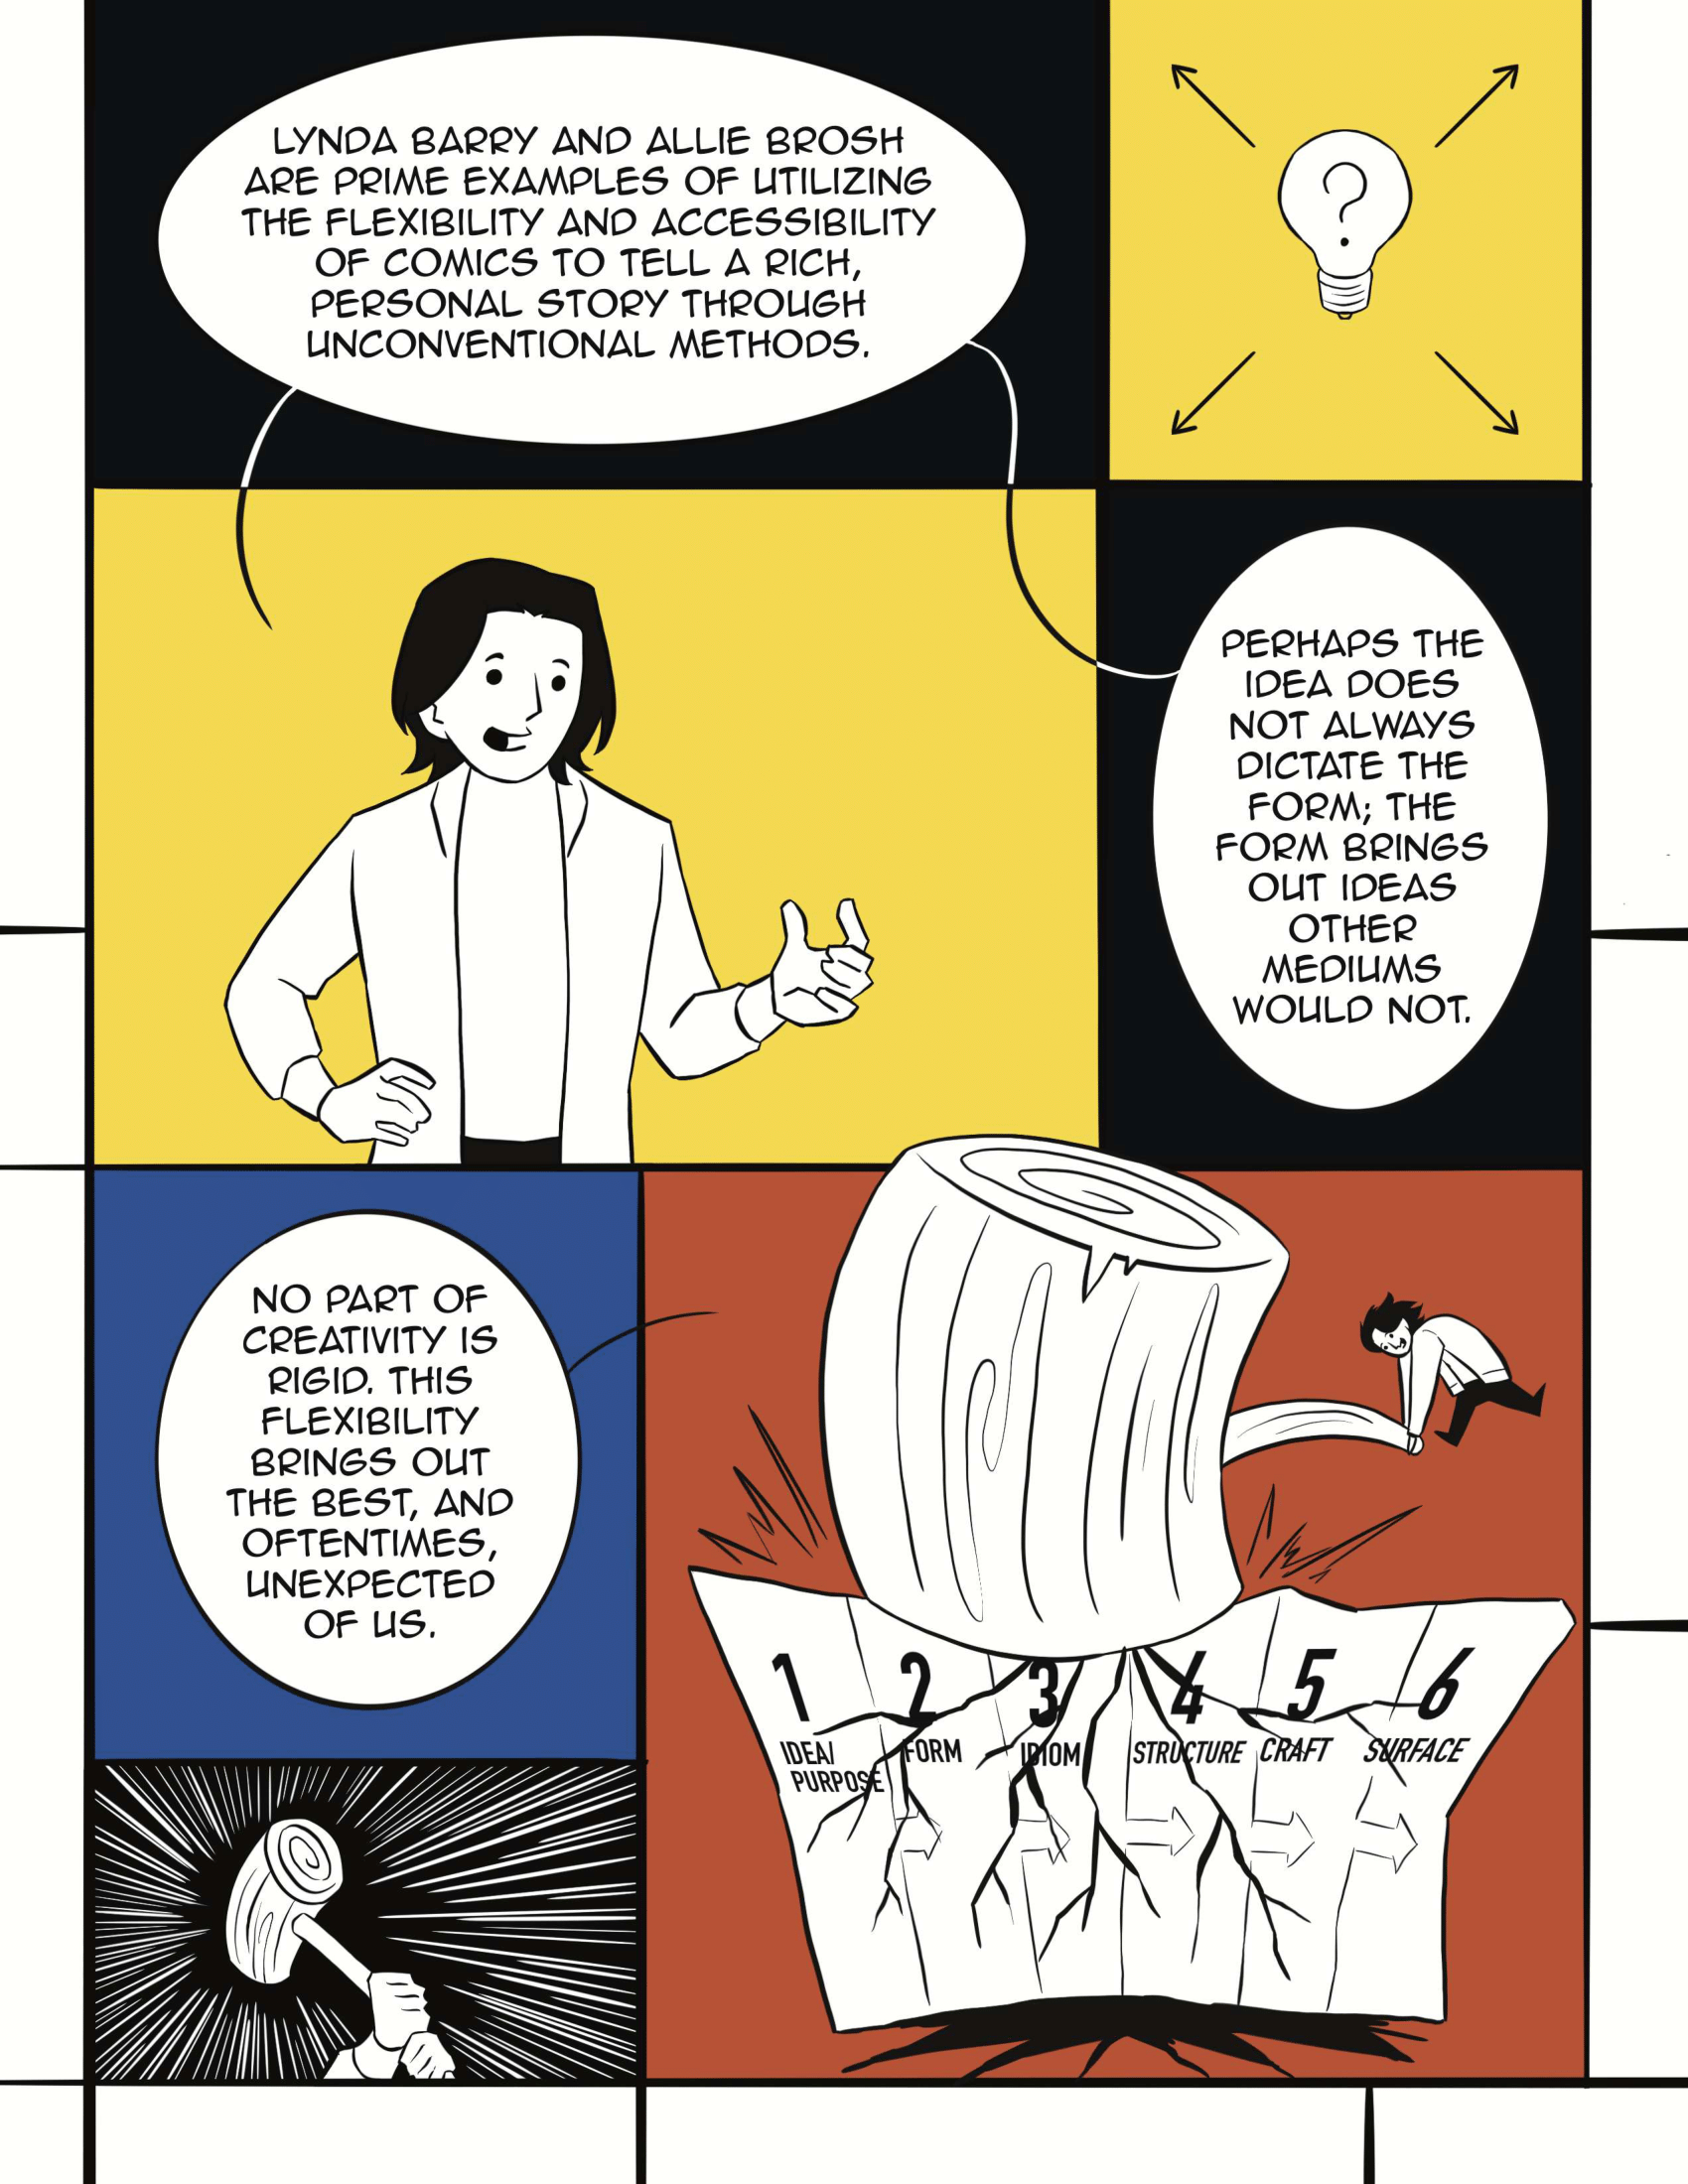 LYNDA BARRY AND ALLIE BROSH
ARE PRIME EXAMPLES OF UTILIZING
THE FLEXIBILITY AND ACCESSIBILITY
OF COMICS TO TELL A RICH,
PERSONAL STORY THROUGH
UNCONVENTIONAL METHODS.
?
PERHAPS THE
IDEA DOES
NOT ALWAYS
DICTATE THE
FORM; THE
FORM BRINGS
OUT IDEAS
OTHER
MEDIUMS
WOULD NOT.
NO PART OF
CREATIVITY IS
RIGID. THIS
FLEXIBILITY
BRINGS OUT
THE BEST, AND
OFTENTIMES,
UNEXPECTED
OF US.
1 2 3 4 5 6
IDEA/ FORM IDIOM STRUCTURE CRAFT SURFACE
PURPOSE